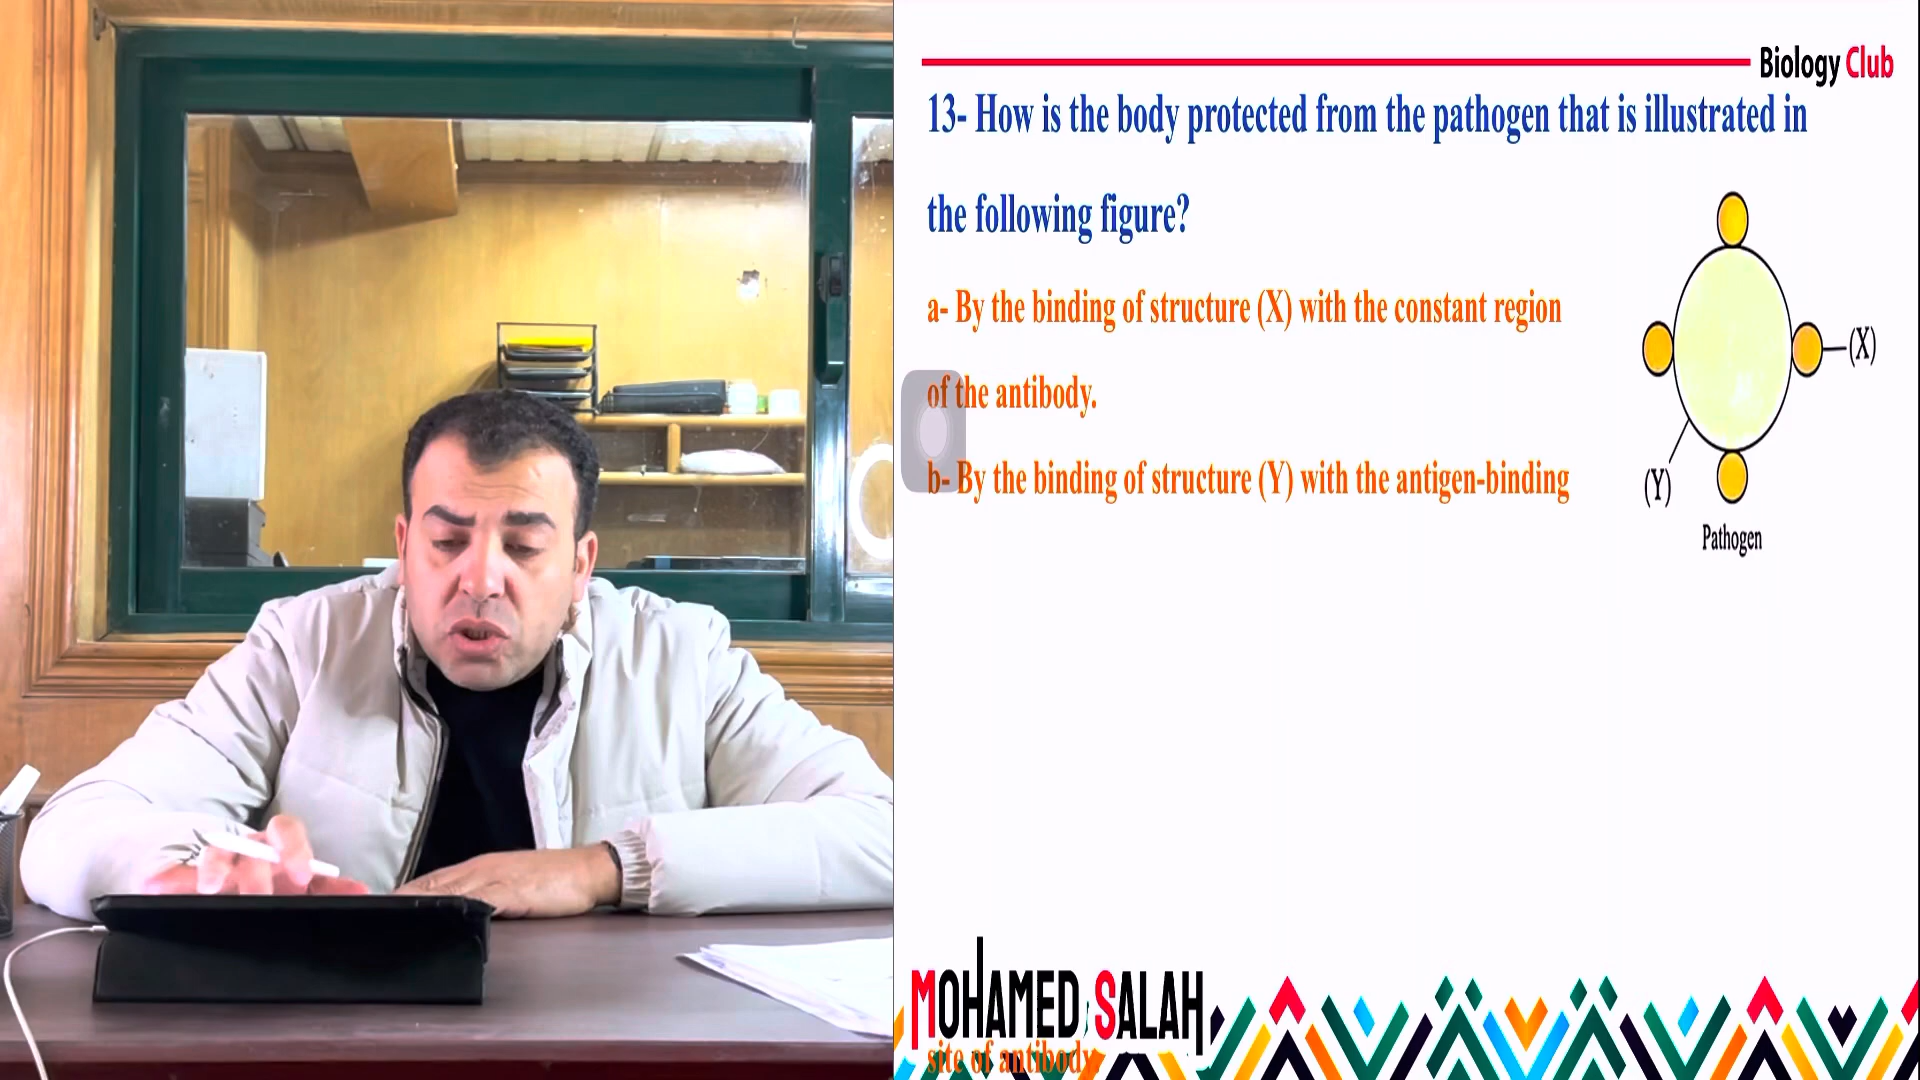 Biology Club
13- How is the body protected from the pathogen that is illustrated in
the following figure?
a- By the binding of structure (X) with the constant region
of the antibody.
b- By the binding of structure (Y) with the antigen-binding
(X)
(Y)
Pathogen
MOHAMED SALAH
site of antibody.